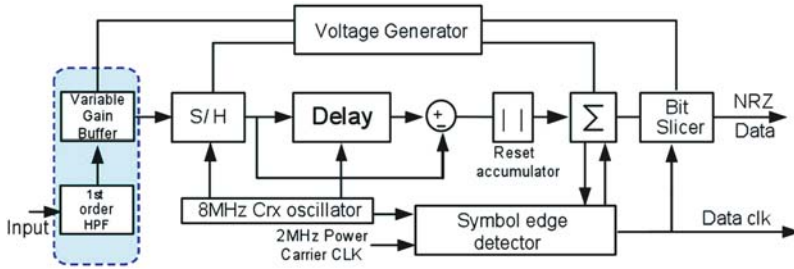 Voltage Generator
Variable
Gain
Buffer
S/H
Delay
+
−
| |
Σ
Bit
Slicer
NRZ
Data
Reset
accumulator
1st
order
HPF
Input
8MHz Crx oscillator
2MHz Power
Carrier CLK
Symbol edge
detector
Data clk